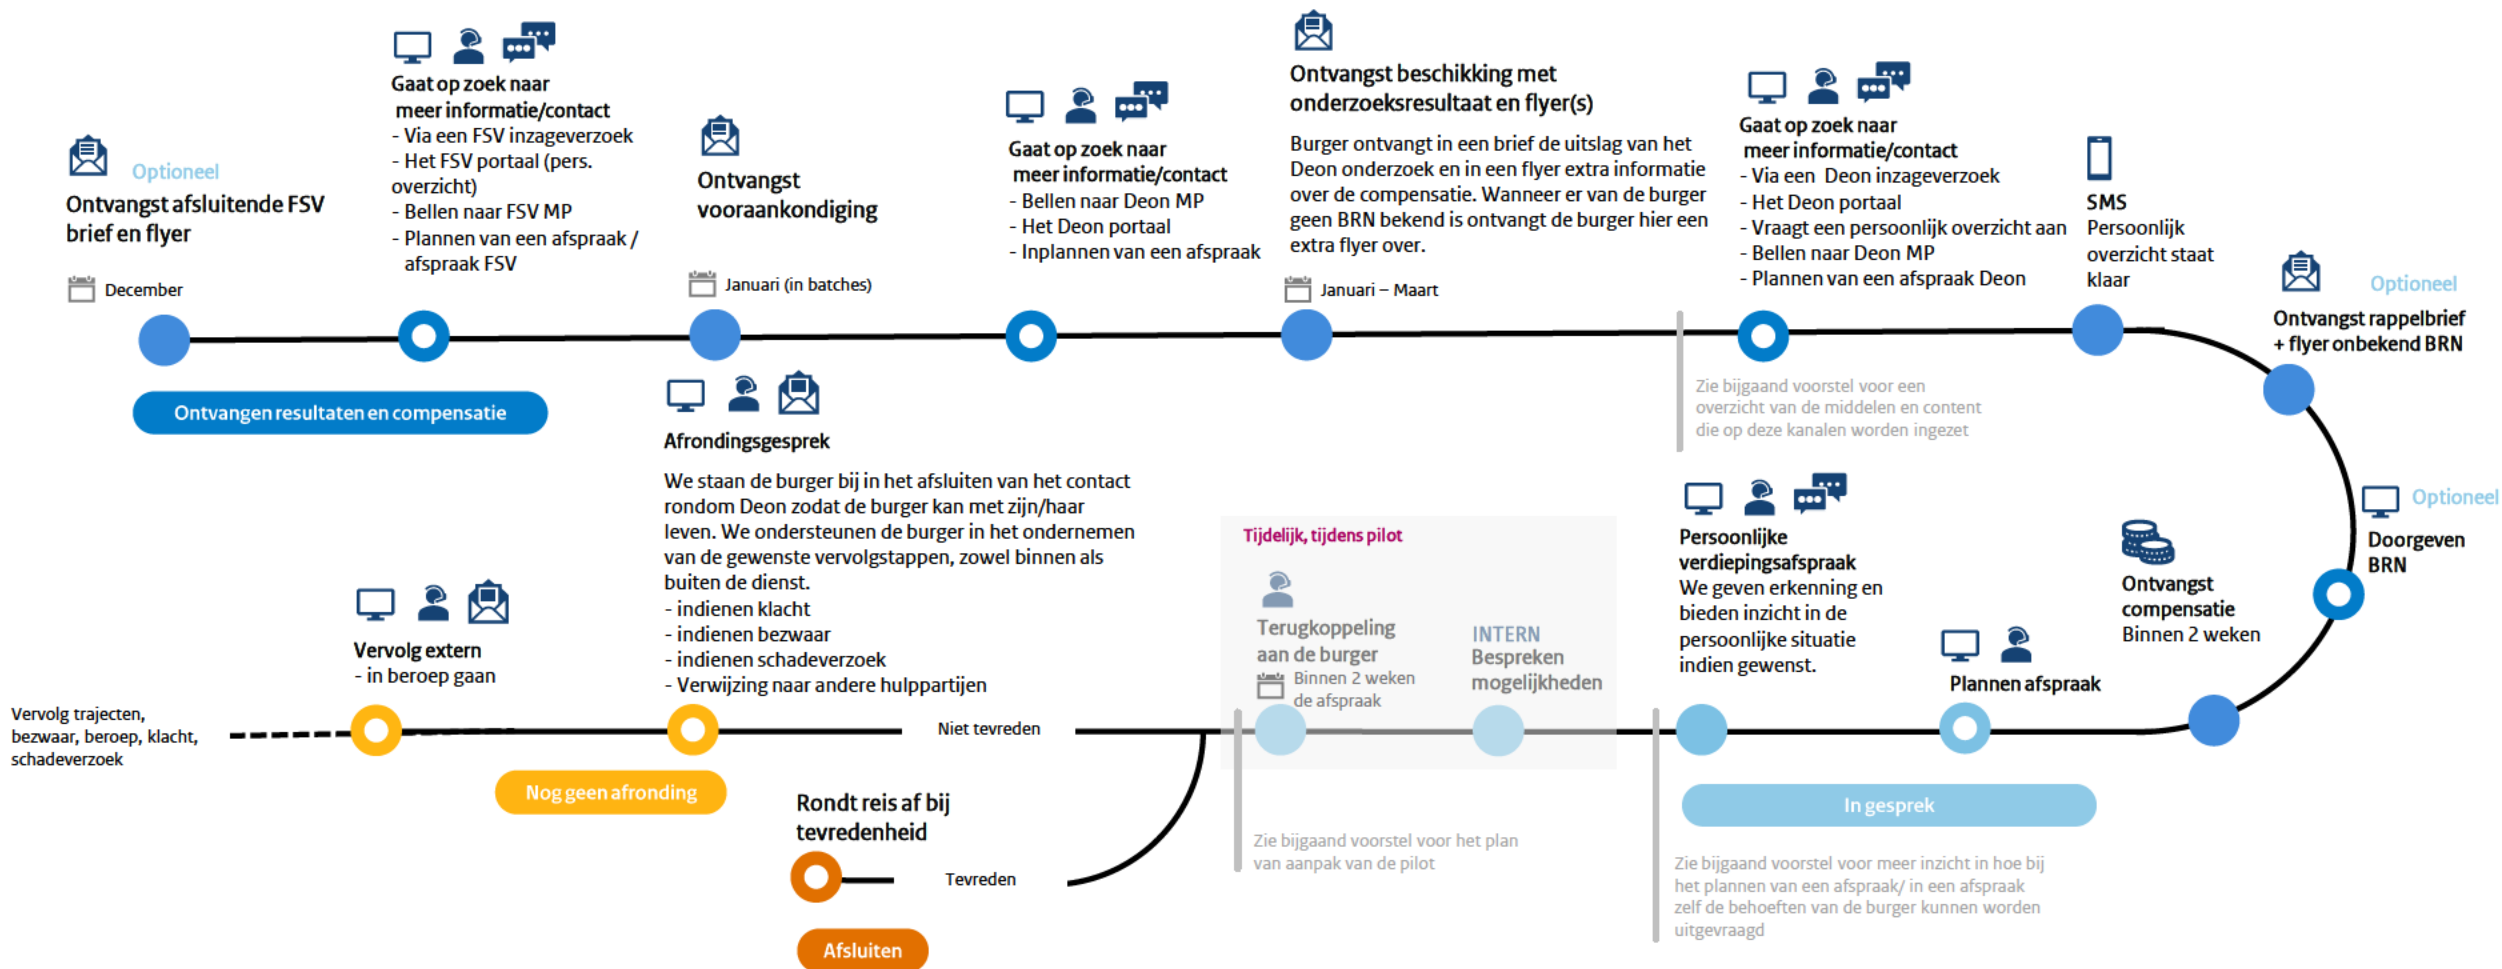 Optioneel
Ontvangst afsluitende FSV
brief en flyer
December
Gaat op zoek naar
meer informatie/contact
- Via een FSV inzageverzoek
- Het FSV portaal (pers.
overzicht)
- Bellen naar FSV MP
- Plannen van een afspraak /
afspraak FSV
Ontvangst
vooraankondiging
Januari (in batches)
Gaat op zoek naar
meer informatie/contact
- Bellen naar Deon MP
- Het Deon portaal
- Inplannen van een afspraak
Ontvangst beschikking met
onderzoeksresultaat en flyer(s)
Burger ontvangt in een brief de uitslag van het
Deon onderzoek en in een flyer extra informatie
over de compensatie. Wanneer er van de burger
geen BRN bekend is ontvangt de burger hier een
extra flyer over.
Januari – Maart
Gaat op zoek naar
meer informatie/contact
- Via een Deon inzageverzoek
- Het Deon portaal
- Vraagt een persoonlijk overzicht aan
- Bellen naar Deon MP
- Plannen van een afspraak Deon
SMS
Persoonlijk
overzicht staat
klaar
Optioneel
Ontvangst rappelbrief
+ flyer onbekend BRN
Ontvangen resultaten en compensatie
Zie bijgaand voorstel voor een
overzicht van de middelen en content
die op deze kanalen worden ingezet
Optioneel
Doorgeven
BRN
Ontvangst
compensatie
Binnen 2 weken
Plannen afspraak
Persoonlijke
verdiepingsafspraak
We geven erkenning en
bieden inzicht in de
persoonlijke situatie
indien gewenst.
In gesprek
Zie bijgaand voorstel voor meer inzicht in hoe bij
het plannen van een afspraak/ in een afspraak
zelf de behoeften van de burger kunnen worden
uitgevraagd
Tijdelijk, tijdens pilot
INTERN
Bespreken
mogelijkheden
Terugkoppeling
aan de burger
Binnen 2 weken
de afspraak
Zie bijgaand voorstel voor het plan
van aanpak van de pilot
Niet tevreden
Tevreden
Rondt reis af bij
tevredenheid
Afsluiten
Afrondingsgesprek
We staan de burger bij in het afsluiten van het contact
rondom Deon zodat de burger kan met zijn/haar
leven. We ondersteunen de burger in het ondernemen
van de gewenste vervolgstappen, zowel binnen als
buiten de dienst.
- indienen klacht
- indienen bezwaar
- indienen schadeverzoek
- Verwijzing naar andere hulppartijen
Nog geen afronding
Vervolg extern
- in beroep gaan
Vervolg trajecten,
bezwaar, beroep, klacht,
schadeverzoek